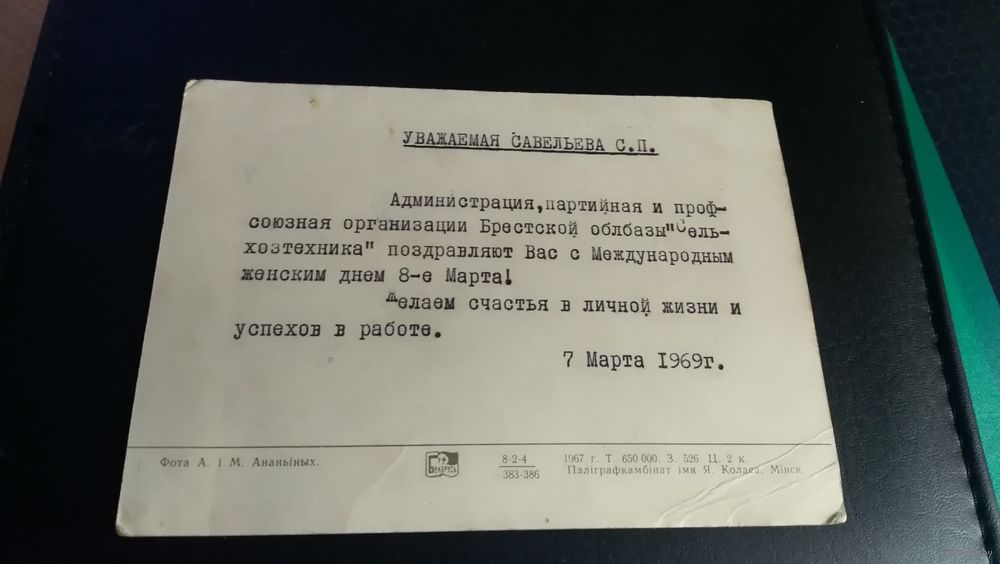 УВАЖАЕМАЯ САВЕЛЬЕВА С.П.
Администрация,партийная и проф-
союзная организации Брестской облбазы"Сель-
хозтехника" поздравляют Вас с Международным
женским днем 8-е Марта!
Желаем счастья в личной жизни и
успехов в работе.
7 Марта 1969г.
Фота А. і М. Ананьіных.
БЕЛАРУСЬ
8-2-4
383-386
1967 г. Т. 650 000. З. 526. Ц. 2 к.
Паліграфкамбінат імя Я. Коласа. Мінск